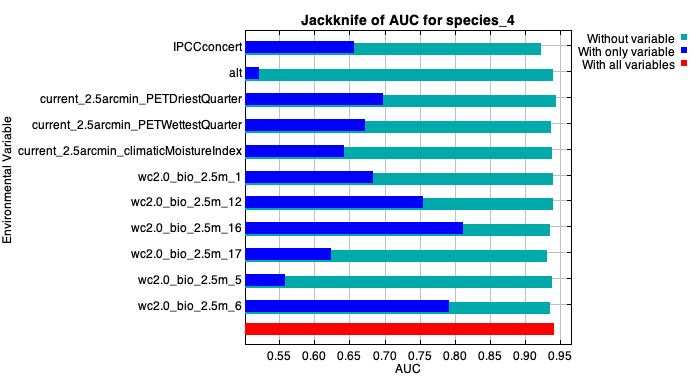 Jackknife of AUC for species_4
Without variable
With only variable
With all variables
Environmental Variable
IPCCconcert
alt
current_2.5arcmin_PETDriestQuarter
current_2.5arcmin_PETWettestQuarter
current_2.5arcmin_climaticMoistureIndex
wc2.0_bio_2.5m_1
wc2.0_bio_2.5m_12
wc2.0_bio_2.5m_16
wc2.0_bio_2.5m_17
wc2.0_bio_2.5m_5
wc2.0_bio_2.5m_6
0.55 0.60 0.65 0.70 0.75 0.80 0.85 0.90 0.95
AUC